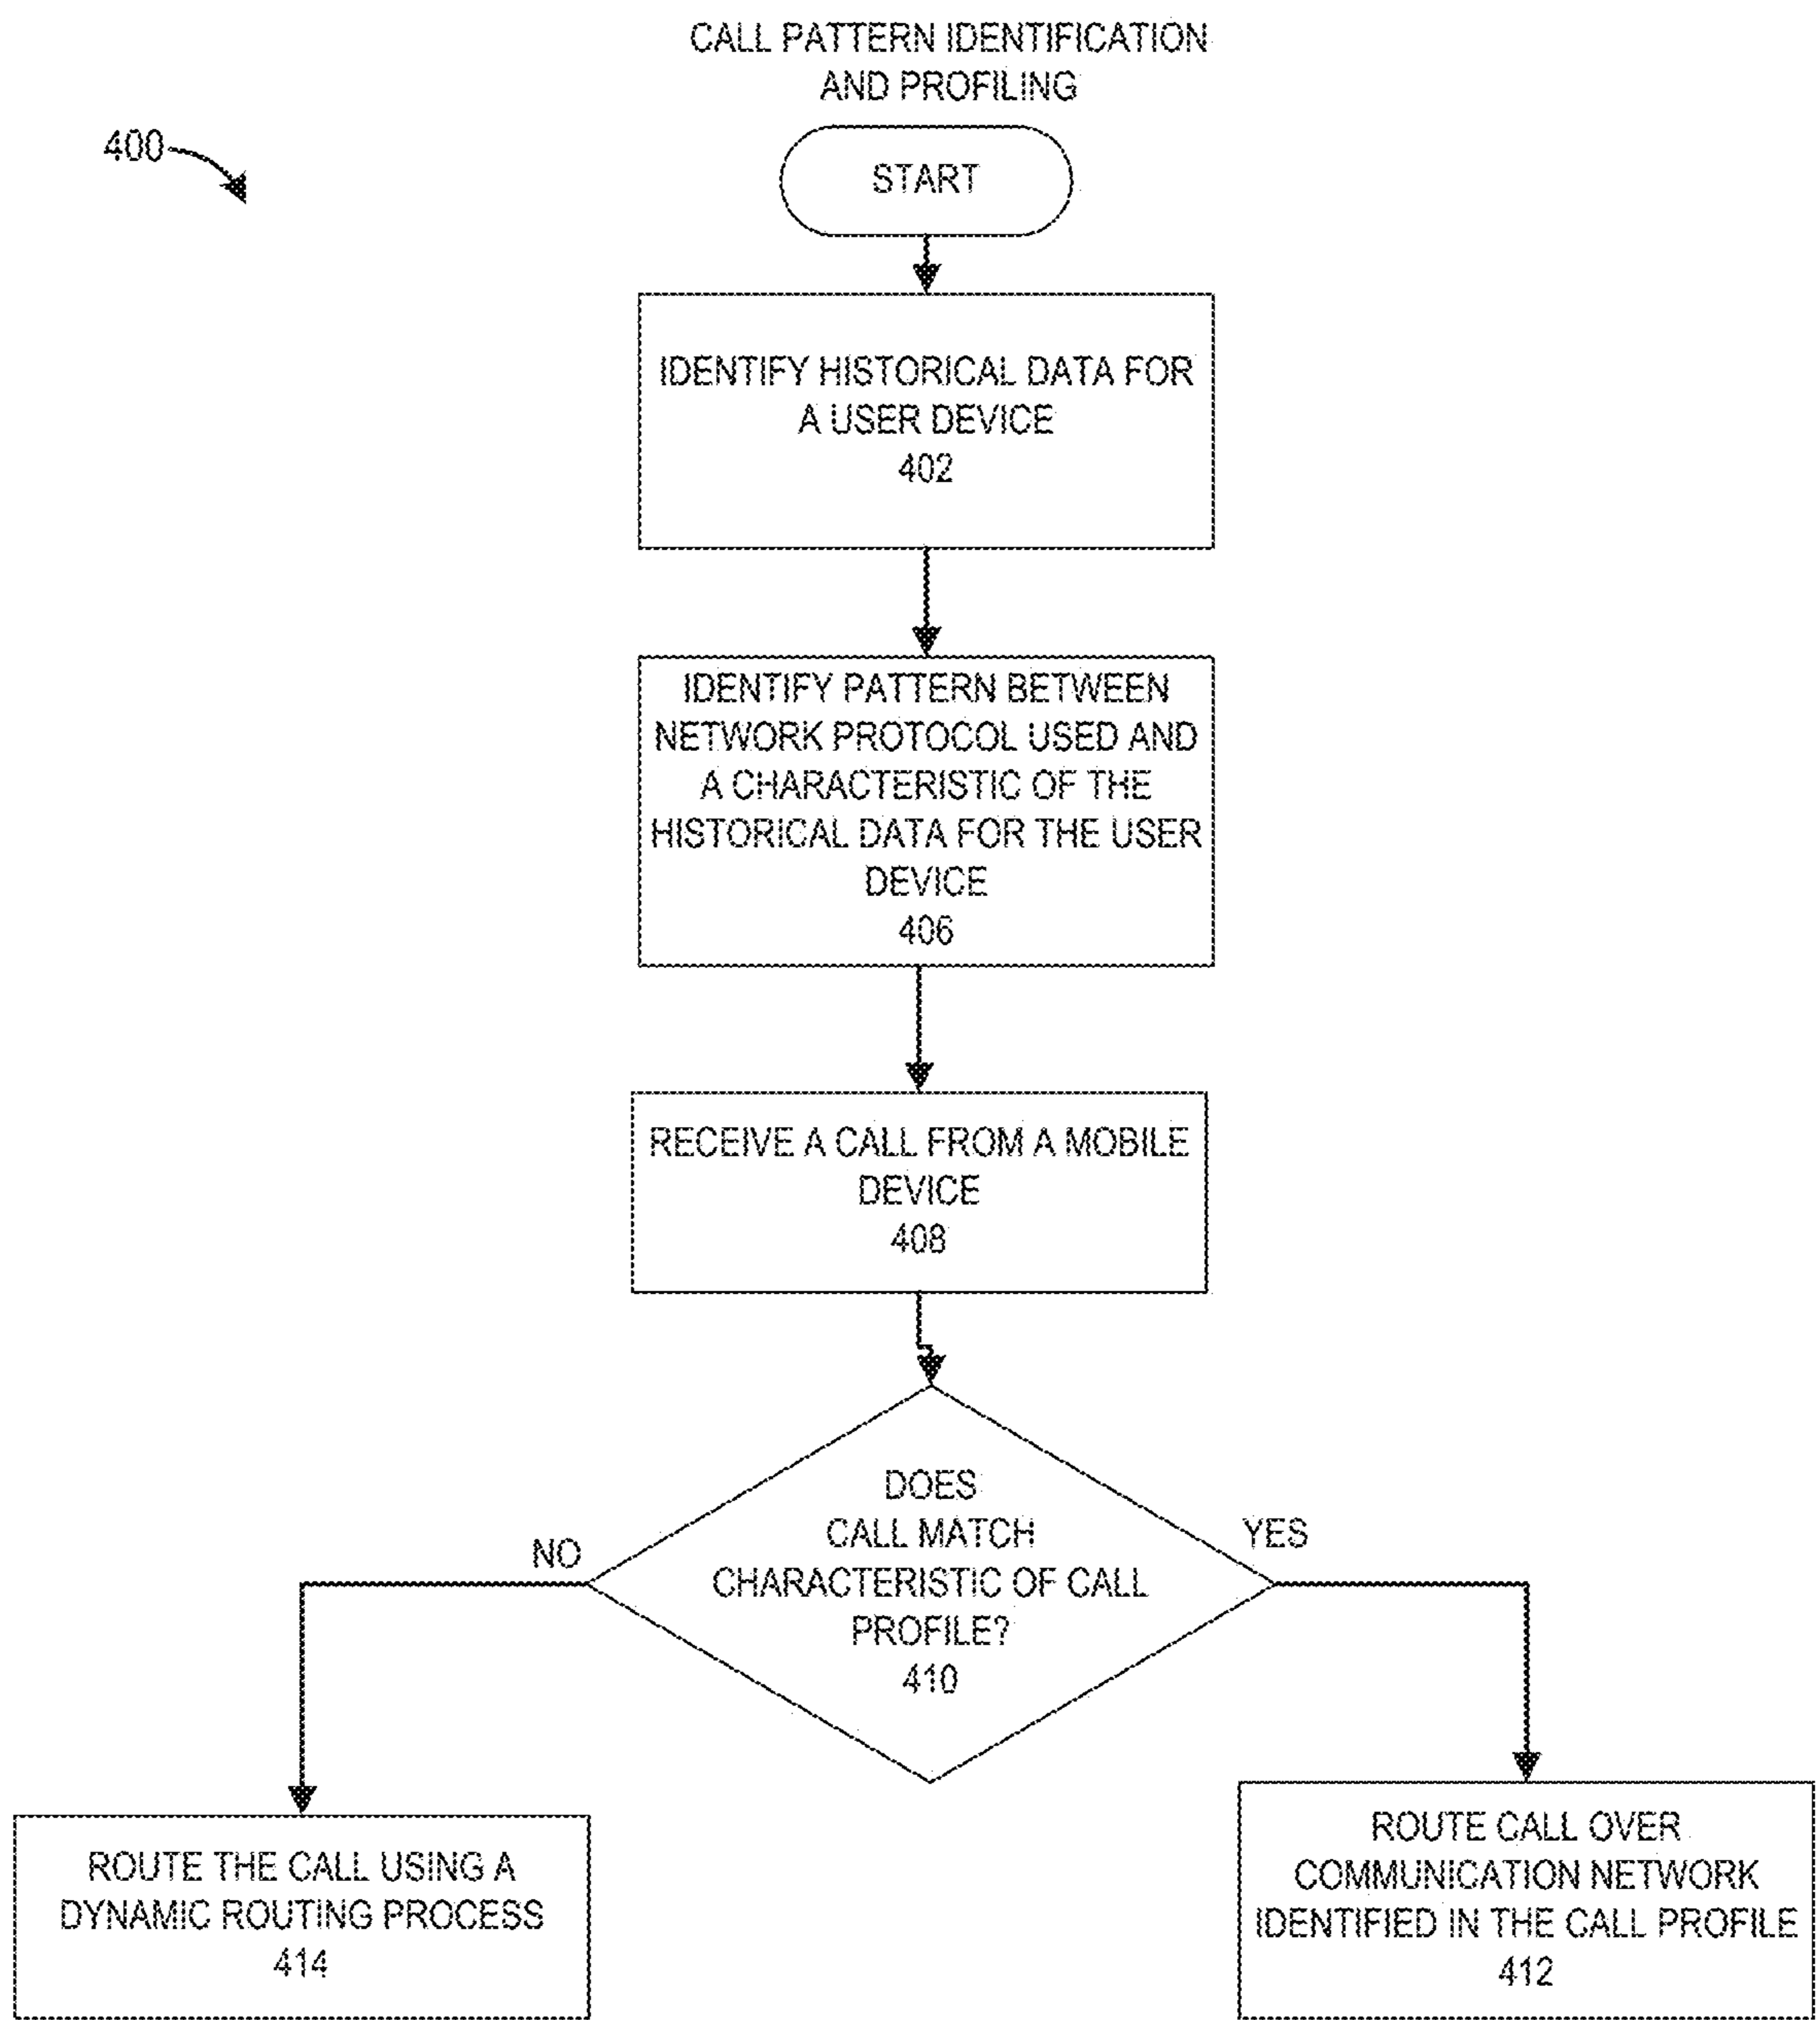 CALL PATTERN IDENTIFICATION
AND PROFILING
400
START
IDENTIFY HISTORICAL DATA FOR
A USER DEVICE
402
IDENTIFY PATTERN BETWEEN
NETWORK PROTOCOL USED AND
A CHARACTERISTIC OF THE
HISTORICAL DATA FOR THE USER
DEVICE
406
RECEIVE A CALL FROM A MOBILE
DEVICE
408
DOES
CALL MATCH
CHARACTERISTIC OF CALL
PROFILE?
410
NO
YES
ROUTE THE CALL USING A
DYNAMIC ROUTING PROCESS
414
ROUTE CALL OVER
COMMUNICATION NETWORK
IDENTIFIED IN THE CALL PROFILE
412